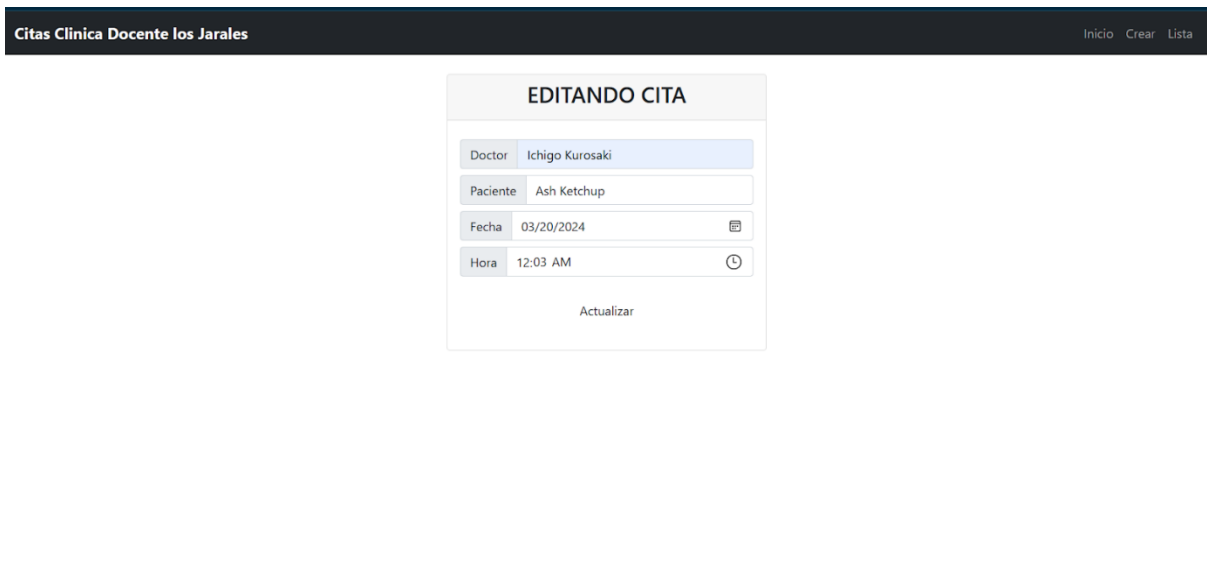 Citas Clinica Docente los Jarales Inicio Crear Lista
EDITANDO CITA
Doctor Ichigo Kurosaki
Paciente Ash Ketchup
Fecha 03/20/2024
Hora 12:03 AM
Actualizar